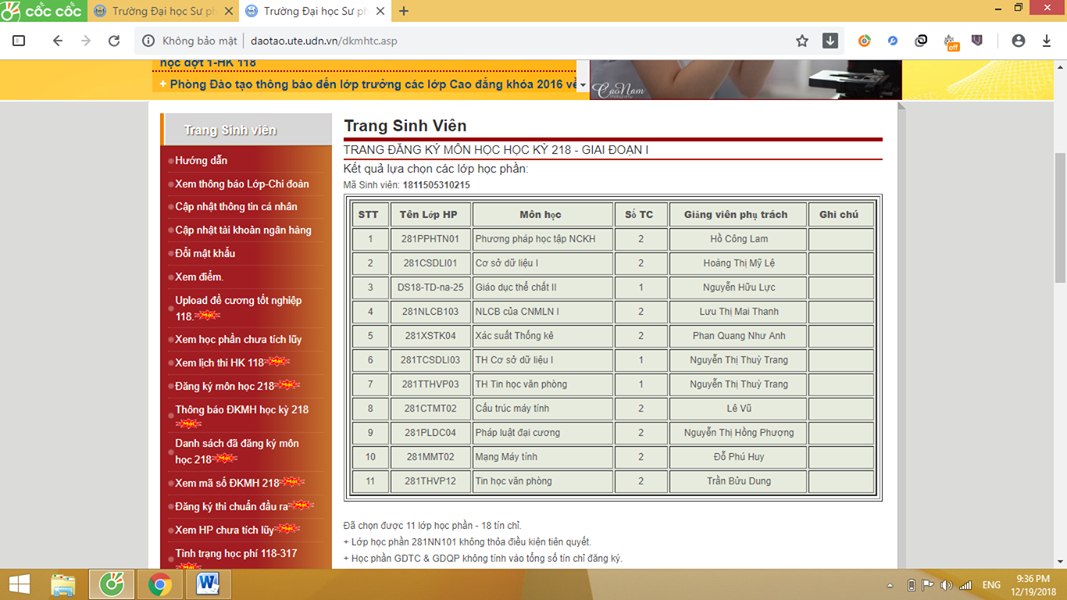 cốc cốc
Trường Đại học Sư ph
Trường Đại học Sư ph
Không bảo mật
daotao.ute.udn.vn/dkmhtc.asp
off
học đợt 1-HK 118
+ Phòng Đào tạo thông báo đến lớp trưởng các lớp Cao đẳng khóa 2016 về
CaoNam
Trang Sinh viên
Hướng dẫn
Xem thông báo Lớp-Chi đoàn
Cập nhật thông tin cá nhân
Cập nhật tài khoản ngân hàng
Đổi mật khẩu
Xem điểm.
Upload đề cương tốt nghiệp
118.
Xem học phần chưa tích lũy
Xem lịch thi HK 118
Đăng ký môn học 218
Thông báo ĐKMH học kỳ 218
Danh sách đã đăng ký môn
học 218
Xem mã số ĐKMH 218
Đăng ký thi chuẩn đầu ra
Xem HP chưa tích lũy
Tình trạng học phí 118-317
Trang Sinh Viên
TRANG ĐĂNG KÝ MÔN HỌC HỌC KỲ 218 - GIAI ĐOẠN I
Kết quả lựa chọn các lớp học phần:
Mã Sinh viên: 1811505310215
STT Tên Lớp HP Môn học Số TC Giảng viên phụ trách Ghi chú
1 281PPHTN01 Phương pháp học tập NCKH 2 Hồ Công Lam
2 281CSDLI01 Cơ sở dữ liệu I 2 Hoáng Thị Mỹ Lệ
3 DS18-TD-na-25 Giáo dục thể chất II 1 Nguyễn Hữu Lực
4 281NLCB103 NLCB của CNMLN I 2 Lưu Thị Mai Thanh
5 281XSTK04 Xác suất Thống kê 2 Phan Quang Như Anh
6 281TCSDLI03 TH Cơ sở dữ liệu I 1 Nguyễn Thị Thuỳ Trang
7 281TTHVP03 TH Tin học văn phòng 1 Nguyễn Thị Thuỳ Trang
8 281CTMT02 Cấu trúc máy tính 2 Lê Vũ
9 281PLDC04 Pháp luật đại cương 2 Nguyễn Thị Hồng Phượng
10 281MMT02 Mạng Máy tính 2 Đỗ Phú Huy
11 281THVP12 Tin học văn phòng 2 Trần Bửu Dung
Đã chọn được 11 lớp học phần - 18 tín chỉ.
+ Lớp học phần 281NN101 không thỏa điều kiện tiên quyết.
+ Học phần GDTC & GDQP không tính vào tổng số tín chỉ đăng ký.
ENG
9:36 PM
12/19/2018